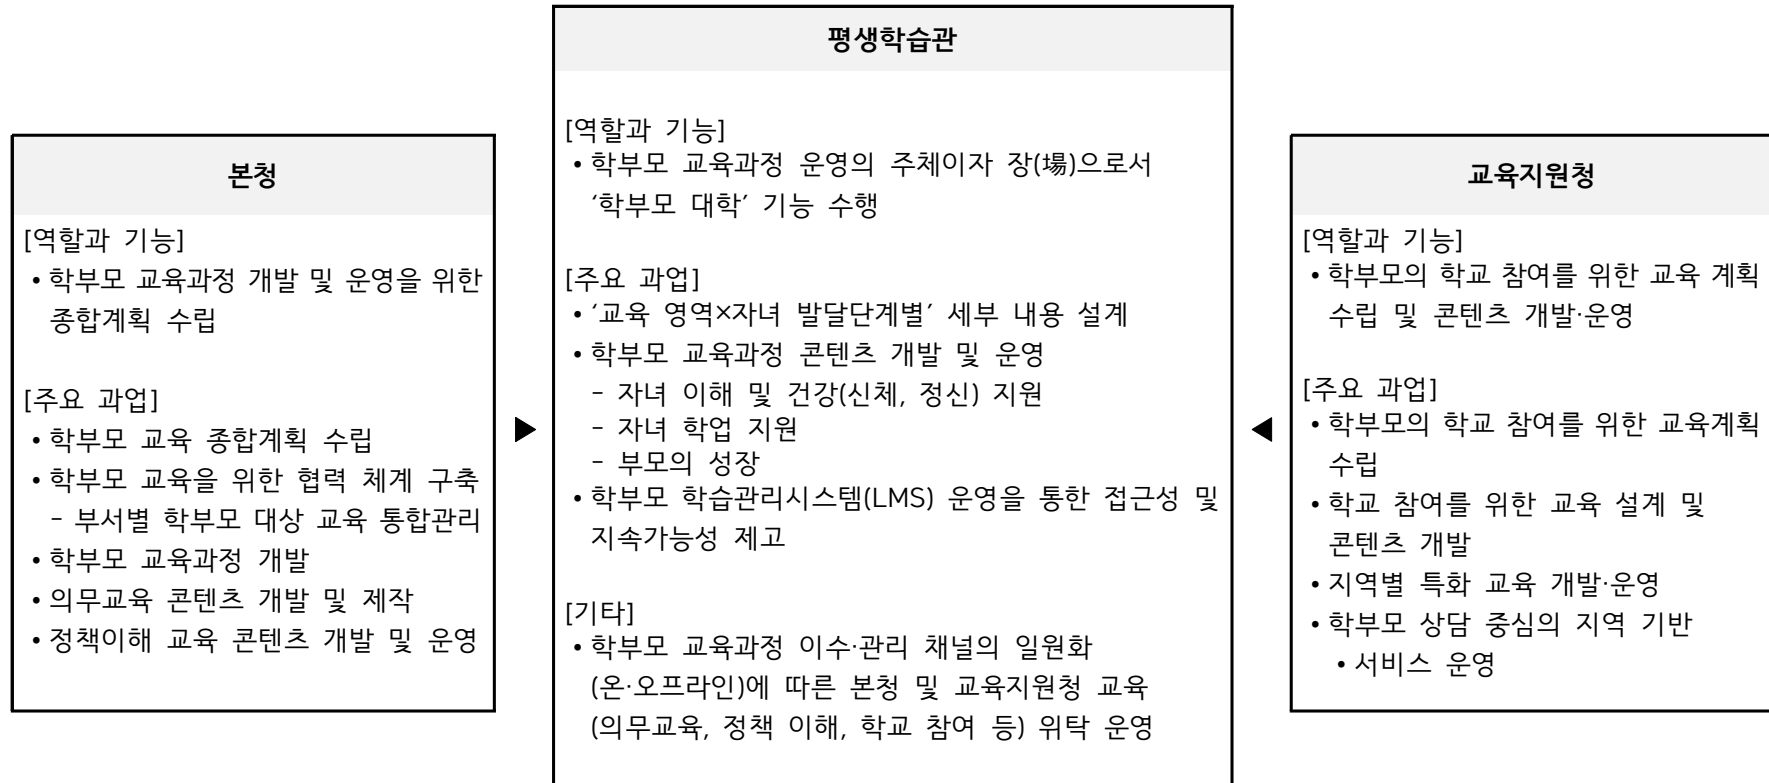 본청
[역할과 기능]
• 학부모 교육과정 개발 및 운영을 위한
종합계획 수립
[주요 과업]
• 학부모 교육 종합계획 수립
• 학부모 교육을 위한 협력 체계 구축
- 부서별 학부모 대상 교육 통합관리
• 학부모 교육과정 개발
• 의무교육 콘텐츠 개발 및 제작
• 정책이해 교육 콘텐츠 개발 및 운영
▶
평생학습관
[역할과 기능]
• 학부모 교육과정 운영의 주체이자 장(場)으로서
‘학부모 대학’ 기능 수행
[주요 과업]
• ‘교육 영역×자녀 발달단계별’ 세부 내용 설계
• 학부모 교육과정 콘텐츠 개발 및 운영
- 자녀 이해 및 건강(신체, 정신) 지원
- 자녀 학업 지원
- 부모의 성장
• 학부모 학습관리시스템(LMS) 운영을 통한 접근성 및
지속가능성 제고
[기타]
• 학부모 교육과정 이수·관리 채널의 일원화
(온·오프라인)에 따른 본청 및 교육지원청 교육
(의무교육, 정책 이해, 학교 참여 등) 위탁 운영
◀
교육지원청
[역할과 기능]
• 학부모의 학교 참여를 위한 교육 계획
수립 및 콘텐츠 개발·운영
[주요 과업]
• 학부모의 학교 참여를 위한 교육계획
수립
• 학교 참여를 위한 교육 설계 및
콘텐츠 개발
• 지역별 특화 교육 개발·운영
• 학부모 상담 중심의 지역 기반
• 서비스 운영